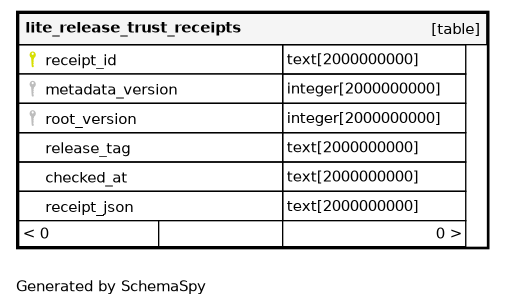 lite_release_trust_receipts [table]
receipt_id text[2000000000]
metadata_version integer[2000000000]
root_version integer[2000000000]
release_tag text[2000000000]
checked_at text[2000000000]
receipt_json text[2000000000]
< 0 0 >
Generated by SchemaSpy